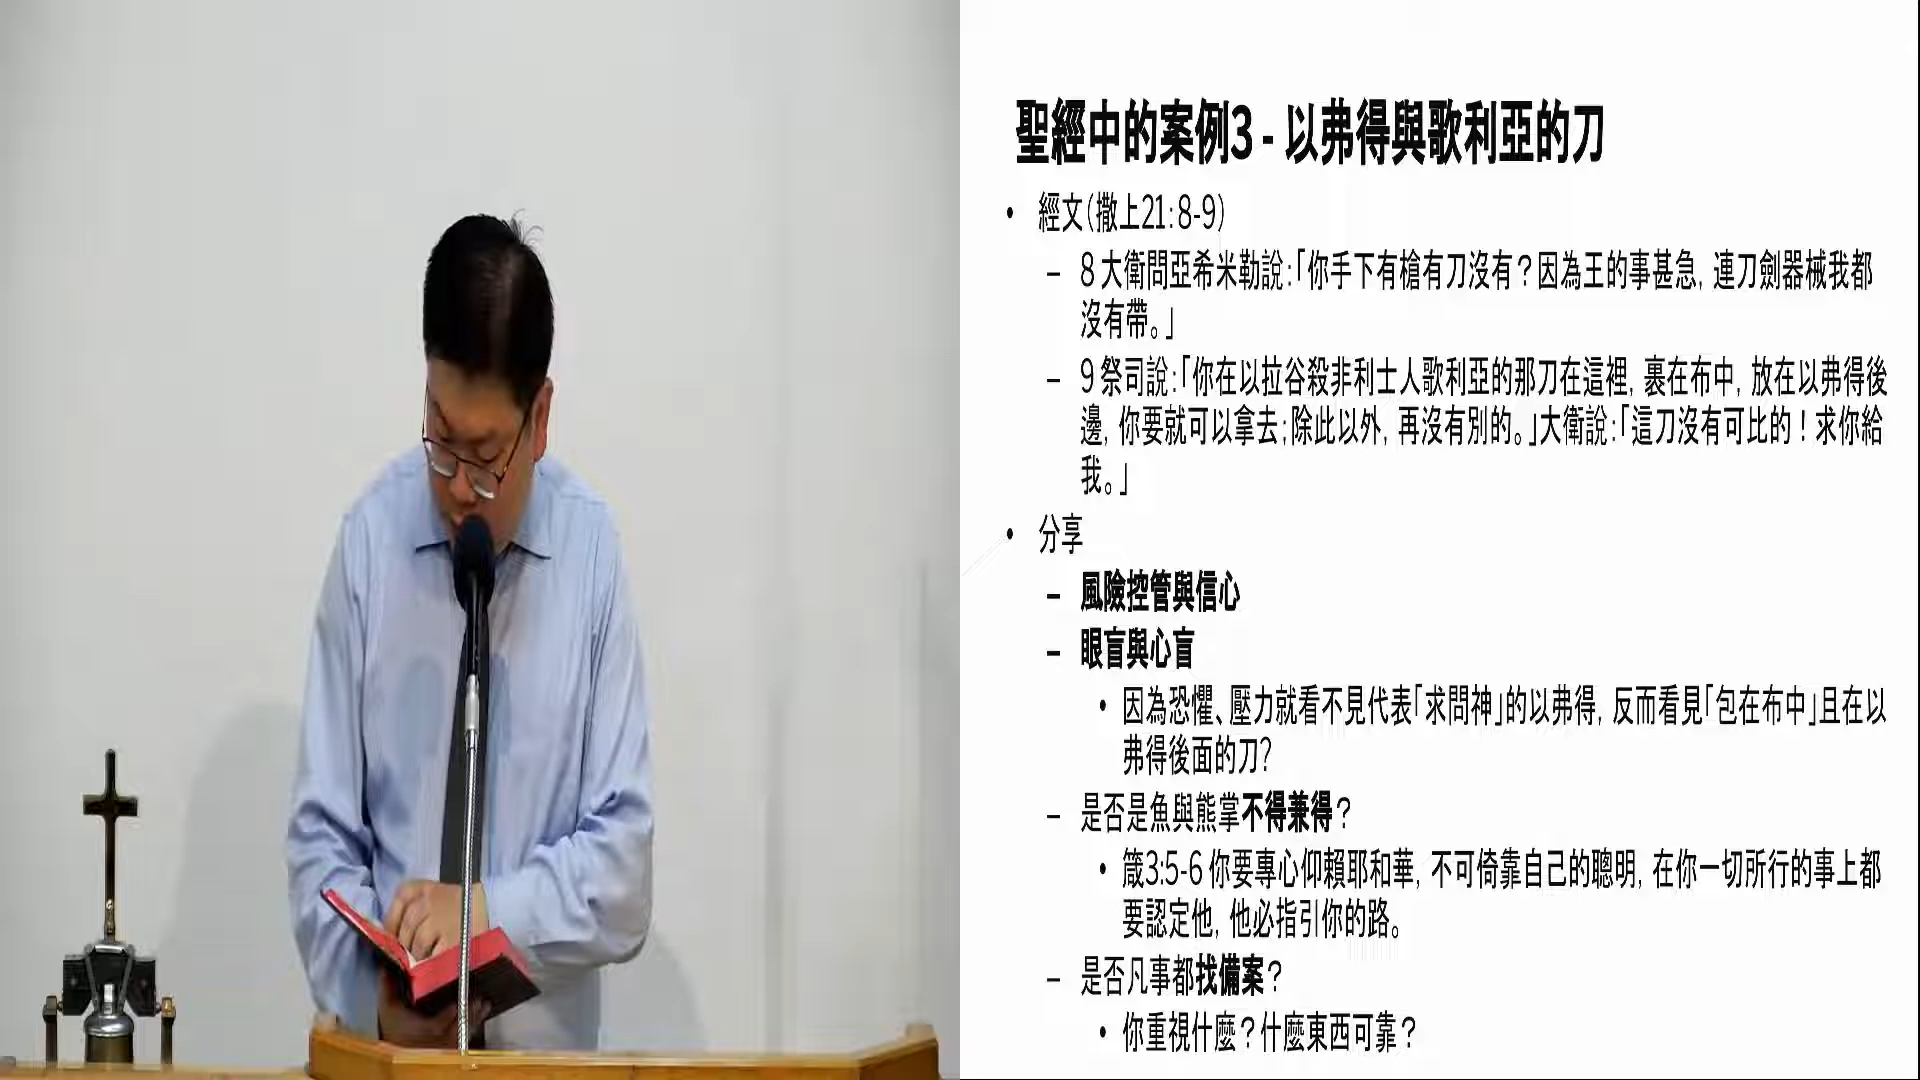 聖經中的案例3 - 以弗得與歌利亞的刀
• 經文(撒上21:8-9)
– 8 大衛問亞希米勒說:「你手下有槍有刀沒有？因為王的事甚急, 連刀劍器械我都
沒有帶。」
– 9 祭司說:「你在以拉谷殺非利士人歌利亞的那刀在這裡, 裹在布中, 放在以弗得後
邊, 你要就可以拿去;除此以外, 再沒有別的。」大衛說:「這刀沒有可比的！求你給
我。」
• 分享
– 風險控管與信心
– 眼盲與心盲
• 因為恐懼、壓力就看不見代表「求問神」的以弗得, 反而看見「包在布中」且在以
弗得後面的刀?
– 是否是魚與熊掌不得兼得？
• 箴3:5-6 你要專心仰賴耶和華, 不可倚靠自己的聰明, 在你一切所行的事上都
要認定他, 他必指引你的路。
– 是否凡事都找備案？
• 你重視什麼？什麼東西可靠？